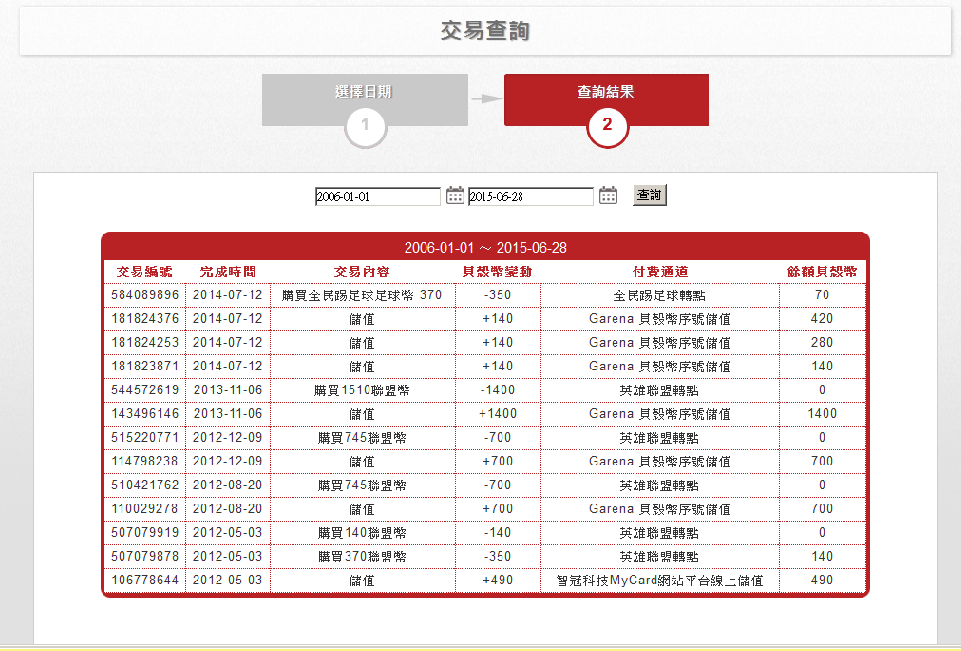 交易查詢
選擇日期
查詢結果
1
2
2006-01-01 2015-06-28 查詢
2006-01-01 ～ 2015-06-28
交易編號 完成時間 交易內容 貝殼幣變動 付費通道 餘額貝殼幣
584089896 2014-07-12 購買全民踢足球足球幣 370 -350 全民踢足球轉點 70
181824376 2014-07-12 儲值 +140 Garena 貝殼幣序號儲值 420
181824253 2014-07-12 儲值 +140 Garena 貝殼幣序號儲值 280
181823871 2014-07-12 儲值 +140 Garena 貝殼幣序號儲值 140
544572619 2013-11-06 購買1510聯盟幣 -1400 英雄聯盟轉點 0
143496146 2013-11-06 儲值 +1400 Garena 貝殼幣序號儲值 1400
515220771 2012-12-09 購買745聯盟幣 -700 英雄聯盟轉點 0
114798238 2012-12-09 儲值 +700 Garena 貝殼幣序號儲值 700
510421762 2012-08-20 購買745聯盟幣 -700 英雄聯盟轉點 0
110029278 2012-08-20 儲值 +700 Garena 貝殼幣序號儲值 700
507079919 2012-05-03 購買140聯盟幣 -140 英雄聯盟轉點 0
507079878 2012-05-03 購買370聯盟幣 -350 英雄聯盟轉點 140
106778644 2012-05-03 儲值 +490 智冠科技MyCard網站平台線上儲值 490